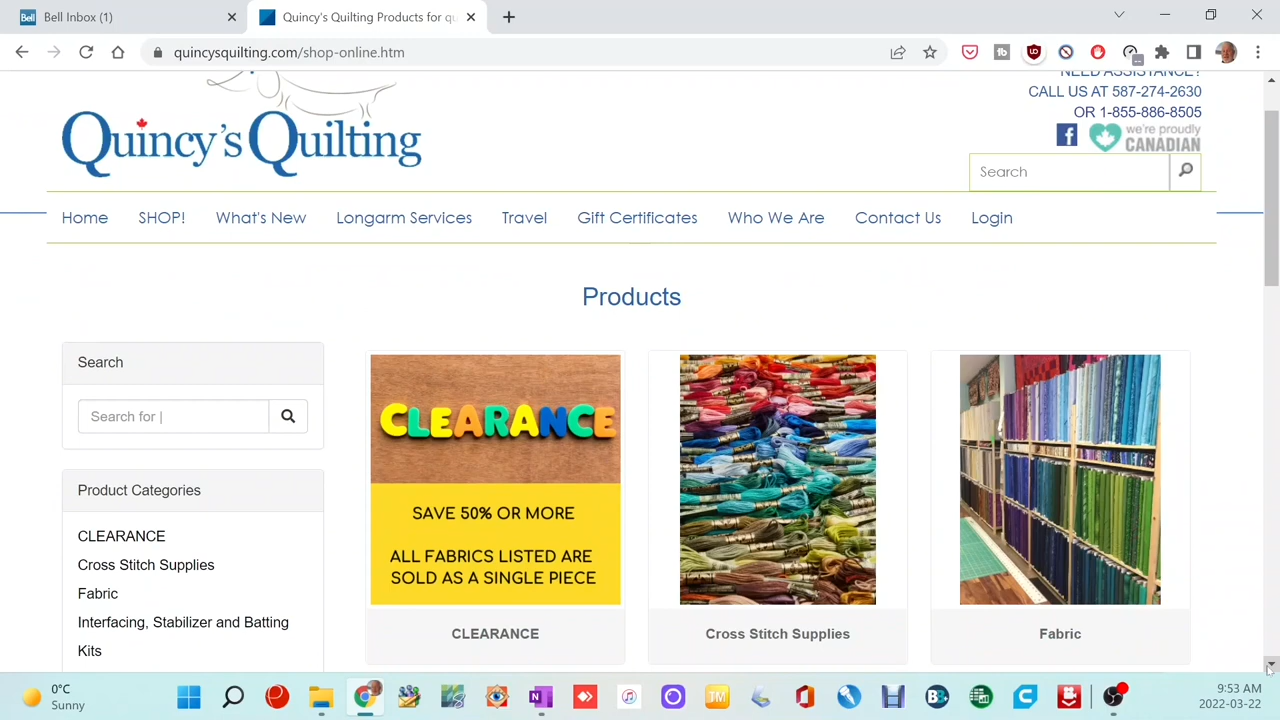 Bell Bell Inbox (1)
Quincy's Quilting Products for qu
quincysquilting.com/shop-online.htm
NEED ASSISTANCE?
CALL US AT 587-274-2630
OR 1-855-886-8505
we're proudly
CANADIAN
Quincy's Quilting
Search
Home SHOP! What's New Longarm Services Travel Gift Certificates Who We Are Contact Us Login
Products
Search
Search for |
Product Categories
CLEARANCE
Cross Stitch Supplies
Fabric
Interfacing, Stabilizer and Batting
Kits
CLEARANCE
SAVE 50% OR MORE
ALL FABRICS LISTED ARE
SOLD AS A SINGLE PIECE
CLEARANCE
Cross Stitch Supplies
Fabric
0°C
Sunny
9:53 AM
2022-03-22